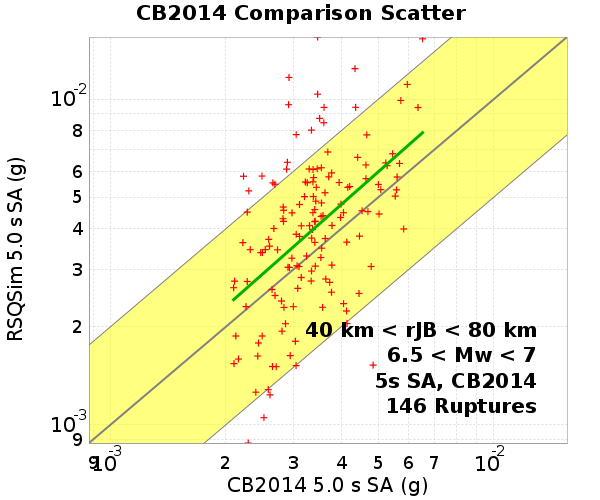 CB2014 Comparison Scatter
RSQSim 5.0 s SA (g)
10-2
8
6
5
4
3
2
10-3
9
40 km < rJB < 80 km
6.5 < Mw < 7
5s SA, CB2014
146 Ruptures
9 10-3 2 3 4 5 6 7 10-2
CB2014 5.0 s SA (g)